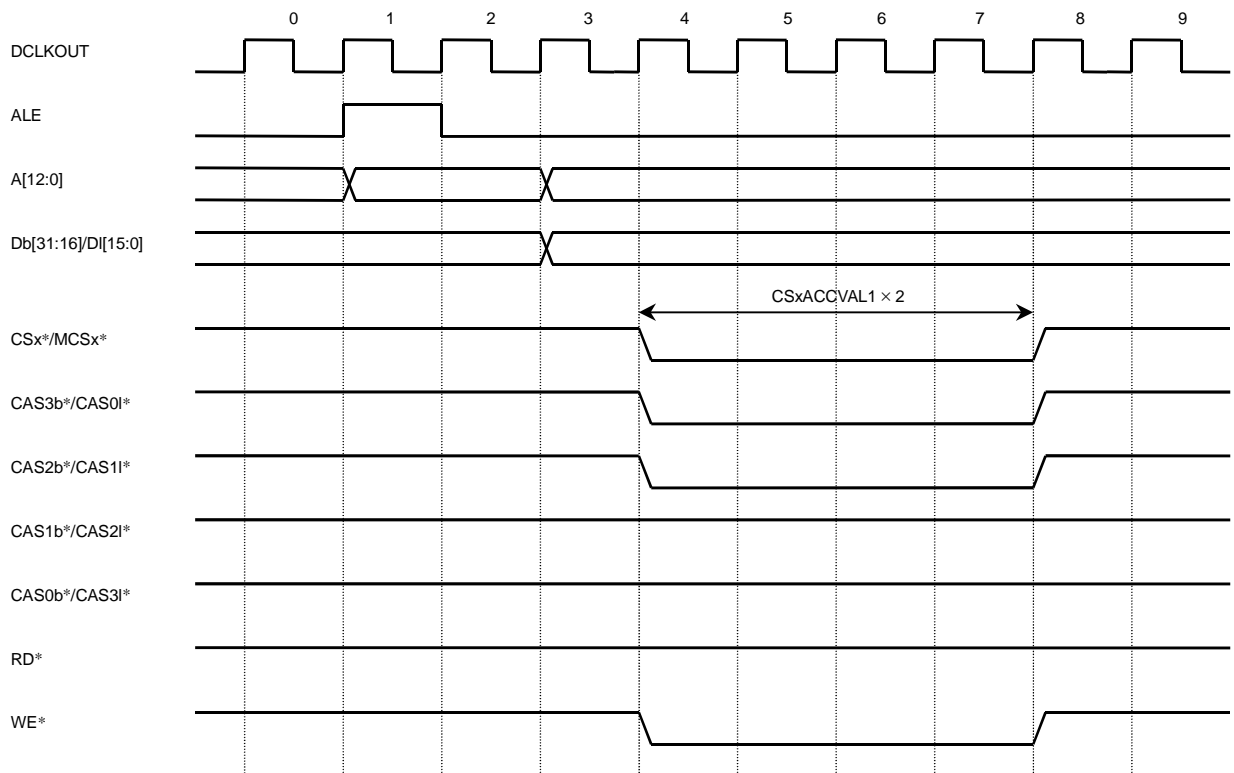 0 1 2 3 4 5 6 7 8 9
DCLKOUT
ALE
A[12:0]
Db[31:16]/Dl[15:0]
CSxACCVAL1 × 2
CSx*/MCSx*
CAS3b*/CAS0l*
CAS2b*/CAS1l*
CAS1b*/CAS2l*
CAS0b*/CAS3l*
RD*
WE*